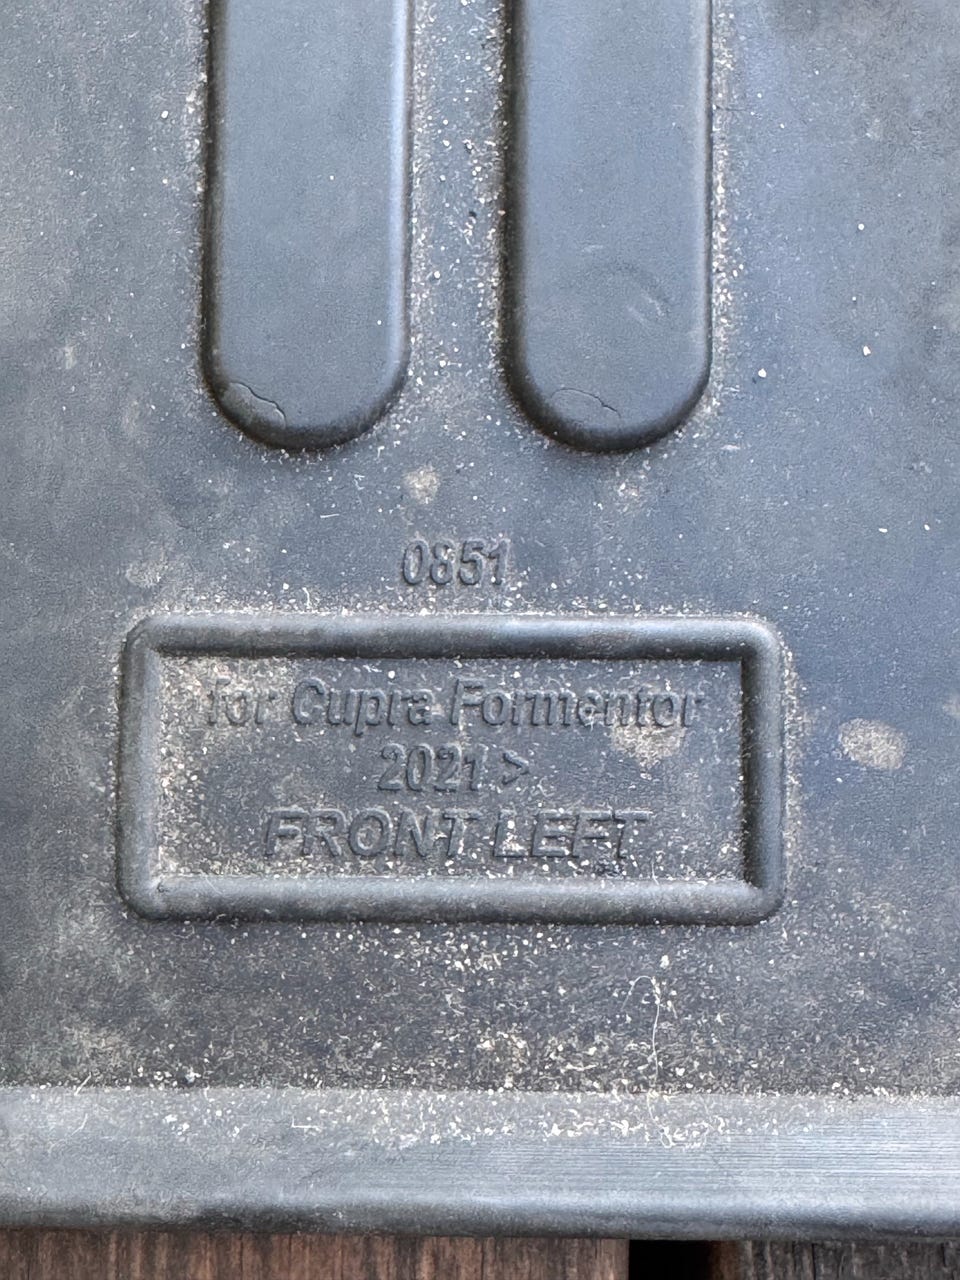 0851
for Cupra Formentor
2021 >
FRONT LEFT